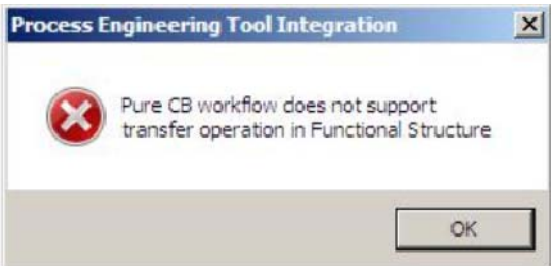 Process Engineering Tool Integration
Pure CB workflow does not support
transfer operation in Functional Structure
OK